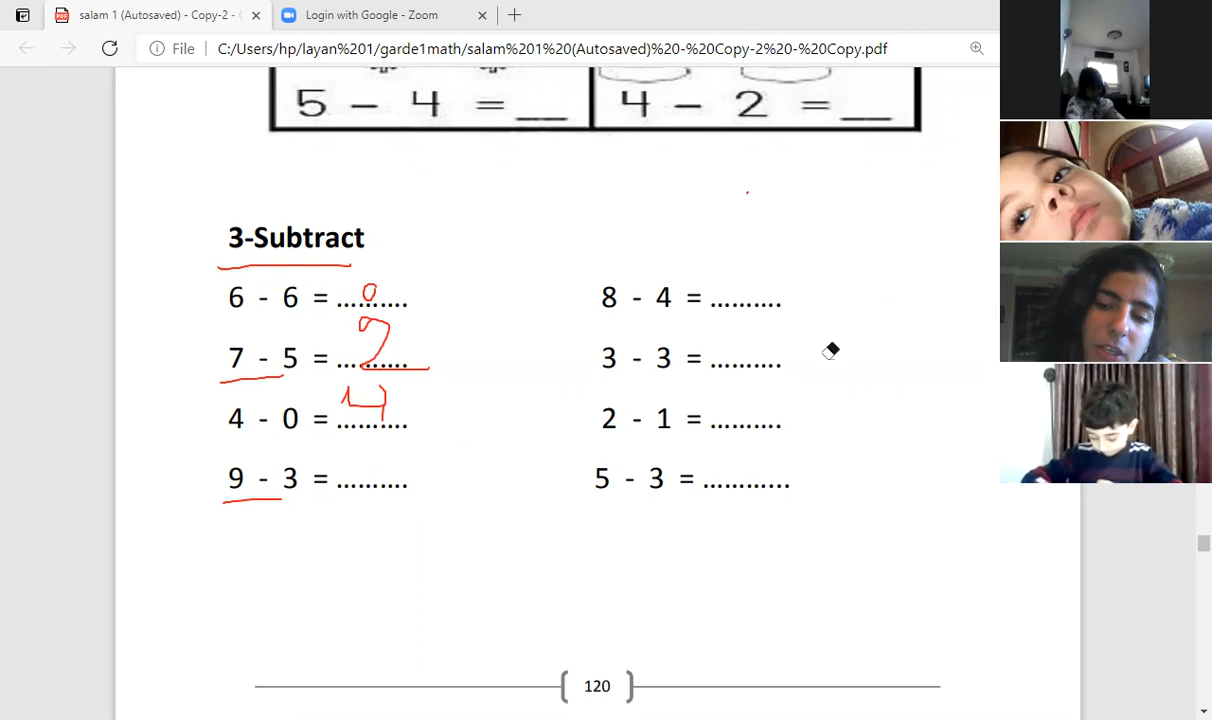 salam 1 (Autosaved) - Copy-2 - C
Login with Google - Zoom
File C:/Users/hp/layan%201/garde1math/salam%201%20(Autosaved)%20-%20Copy-2%20-%20Copy.pdf
5 - 4 = __ 4 - 2 = __
3-Subtract
6 - 6 = ...0.... 8 - 4 = ..........
7 - 5 = ...2.... 3 - 3 = ..........
4 - 0 = ...4.... 2 - 1 = ..........
9 - 3 = .......... 5 - 3 = ............
120